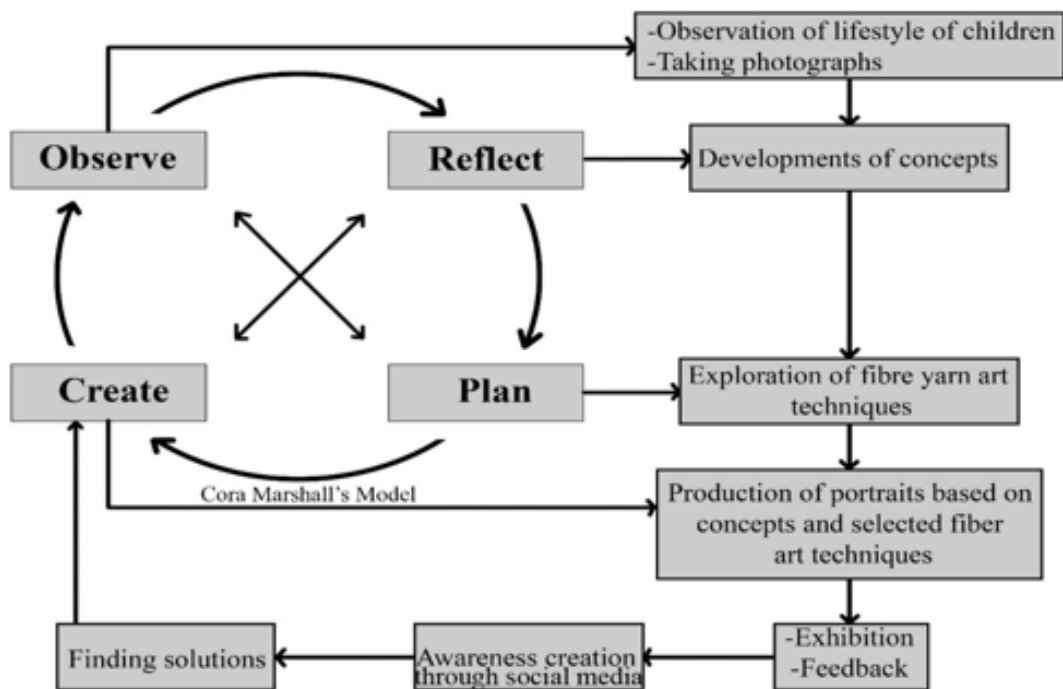 -Observation of lifestyle of children
-Taking photographs
Observe
Reflect
Developments of concepts
Create
Plan
Exploration of fibre yarn art
techniques
Cora Marshall's Model
Production of portraits based on
concepts and selected fiber
art techniques
Finding solutions
Awareness creation
through social media
-Exhibition
-Feedback